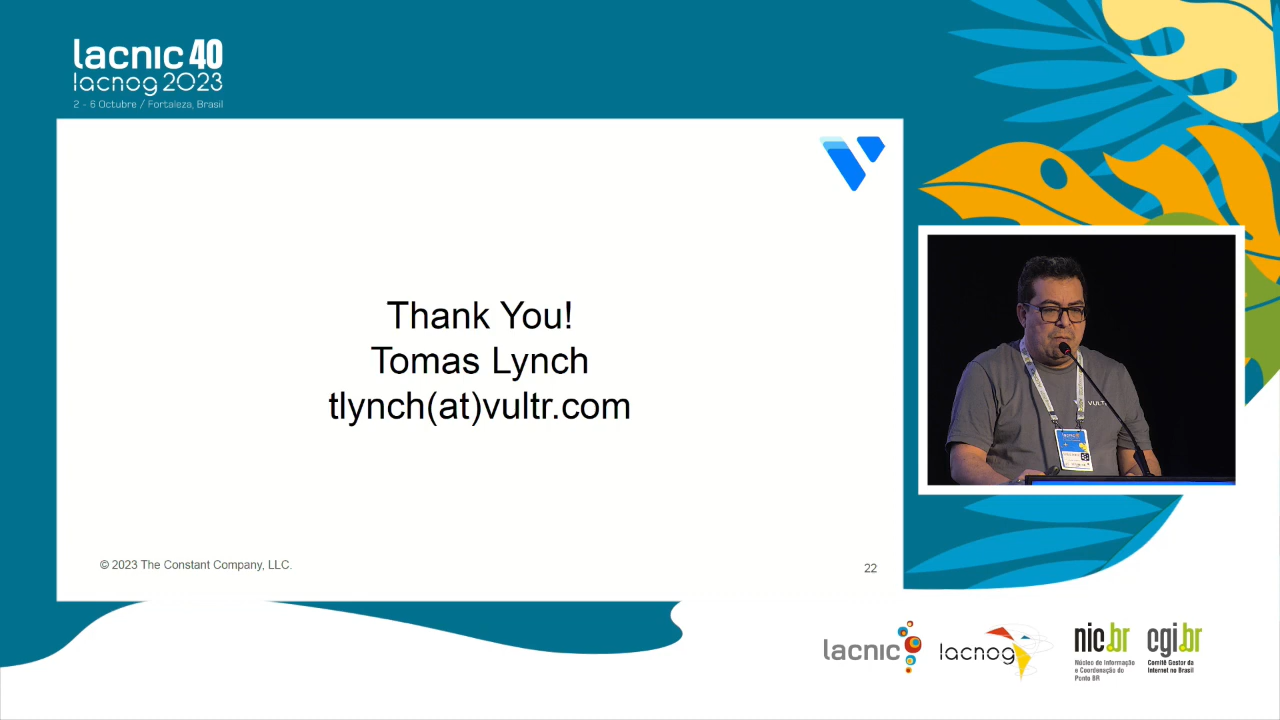 lacnic 40
lacnog 2023
2 - 6 Octubre / Fortaleza, Brasil
Thank You!
Tomas Lynch
tlynch(at)vultr.com
© 2023 The Constant Company, LLC.
22
VULTR
lacnic
lacnog
nic.br
Núcleo de Informação
e Coordenação do
Ponto BR
cgi.br
Comitê Gestor da
Internet no Brasil